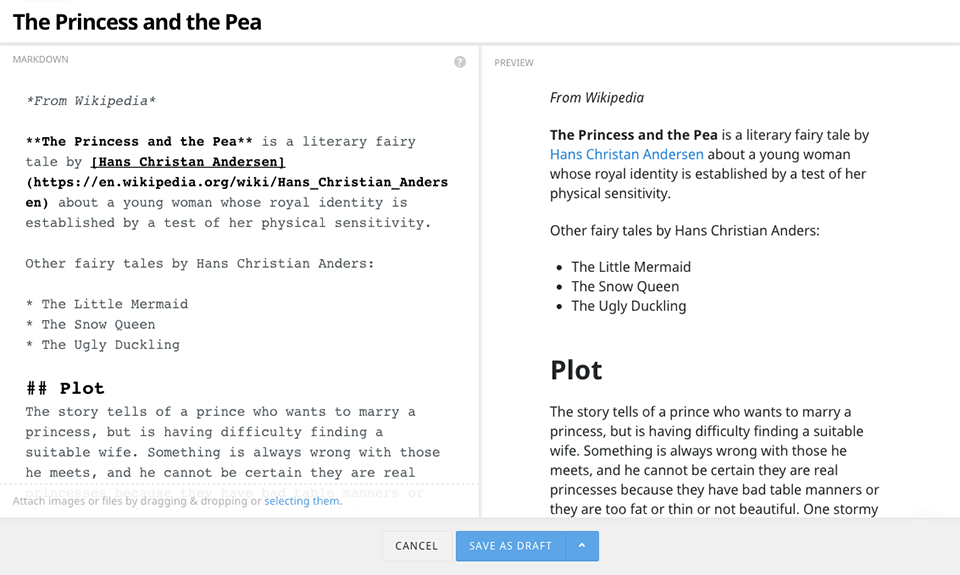 The Princess and the Pea
MARKDOWN
?
*From Wikipedia*
**The Princess and the Pea** is a literary fairy
tale by [Hans Christan Andersen]
(https://en.wikipedia.org/wiki/Hans_Christian_Anders
en) about a young woman whose royal identity is
established by a test of her physical sensitivity.
Other fairy tales by Hans Christian Anders:
* The Little Mermaid
* The Snow Queen
* The Ugly Duckling
## Plot
The story tells of a prince who wants to marry a
princess, but is having difficulty finding a
suitable wife. Something is always wrong with those
he meets, and he cannot be certain they are real
princesses because they have bad table manners or
Attach images or files by dragging & dropping or selecting them.
PREVIEW
From Wikipedia
The Princess and the Pea is a literary fairy tale by
Hans Christan Andersen about a young woman
whose royal identity is established by a test of her
physical sensitivity.
Other fairy tales by Hans Christian Anders:
• The Little Mermaid
• The Snow Queen
• The Ugly Duckling
Plot
The story tells of a prince who wants to marry a
princess, but is having difficulty finding a suitable
wife. Something is always wrong with those he
meets, and he cannot be certain they are real
princesses because they have bad table manners or
they are too fat or thin or not beautiful. One stormy
CANCEL
SAVE AS DRAFT